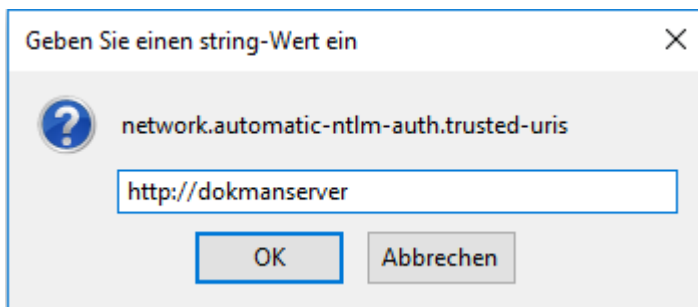 Geben Sie einen string-Wert ein
network.automatic-ntlm-auth.trusted-uris
http://dokmanserver
OK
Abbrechen